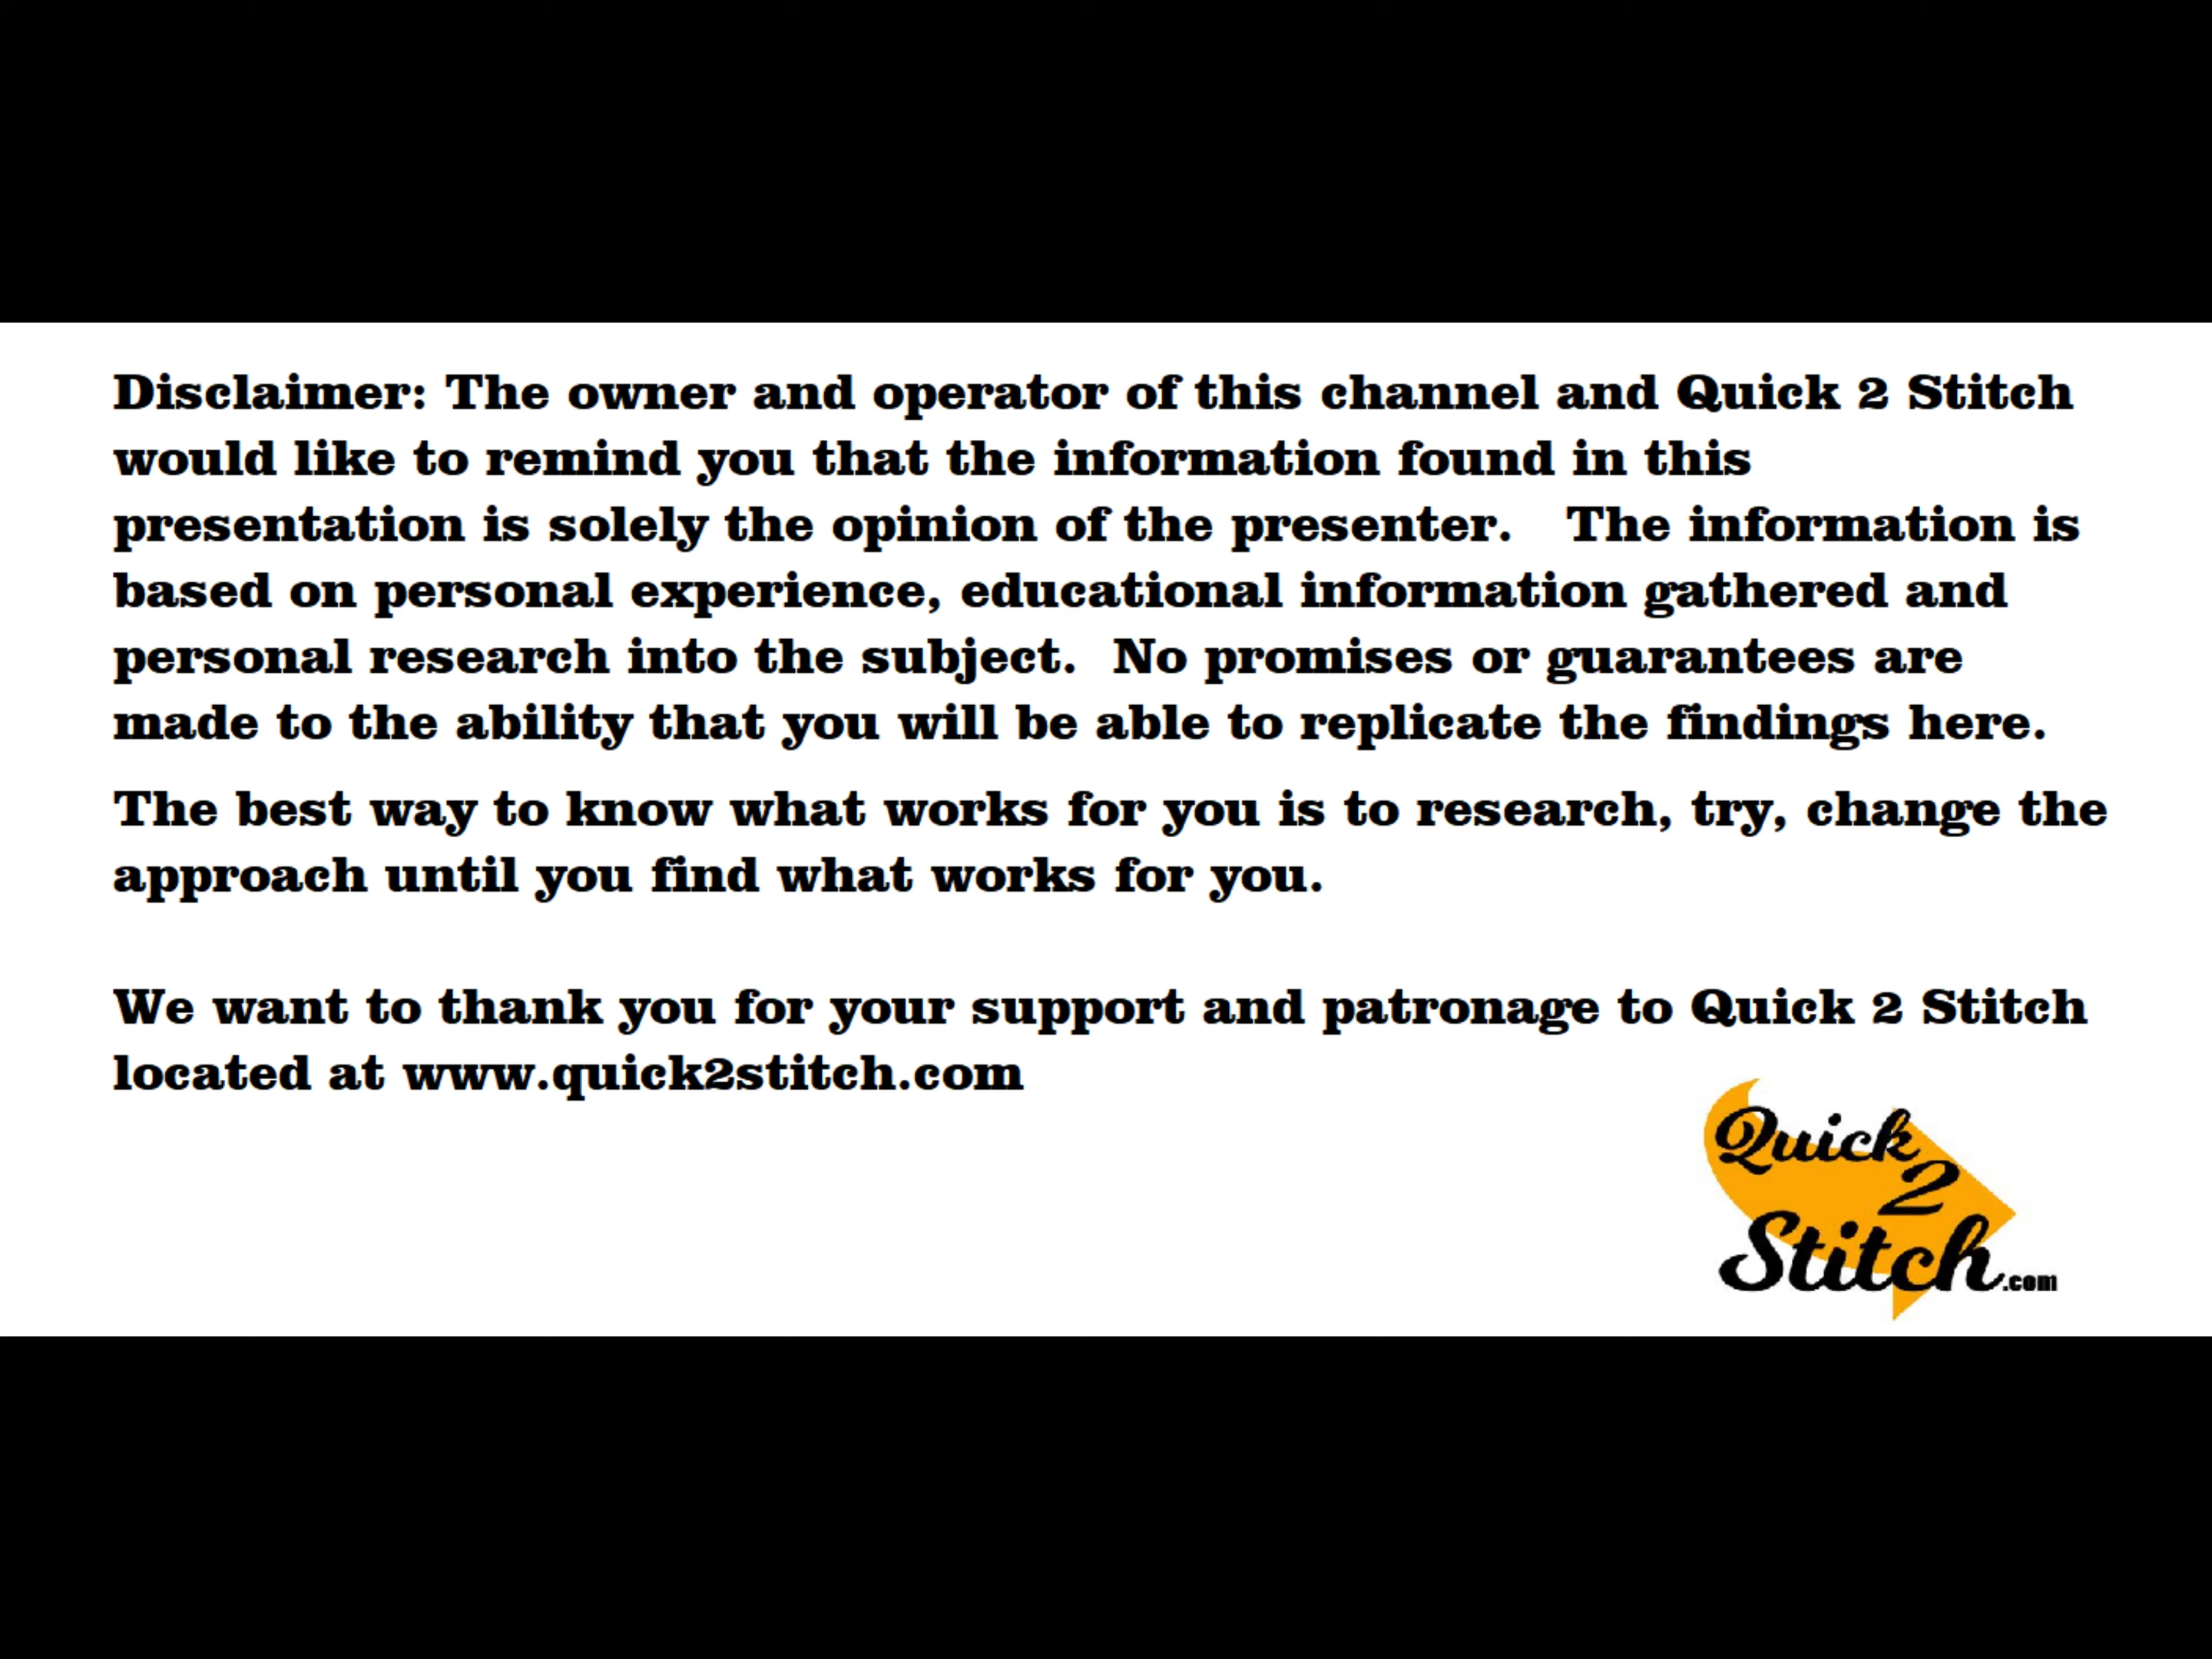 Disclaimer: The owner and operator of this channel and Quick 2 Stitch
would like to remind you that the information found in this
presentation is solely the opinion of the presenter.   The information is
based on personal experience, educational information gathered and
personal research into the subject.  No promises or guarantees are
made to the ability that you will be able to replicate the findings here.
The best way to know what works for you is to research, try, change the
approach until you find what works for you.
We want to thank you for your support and patronage to Quick 2 Stitch
located at www.quick2stitch.com
Quick
2
Stitch.com